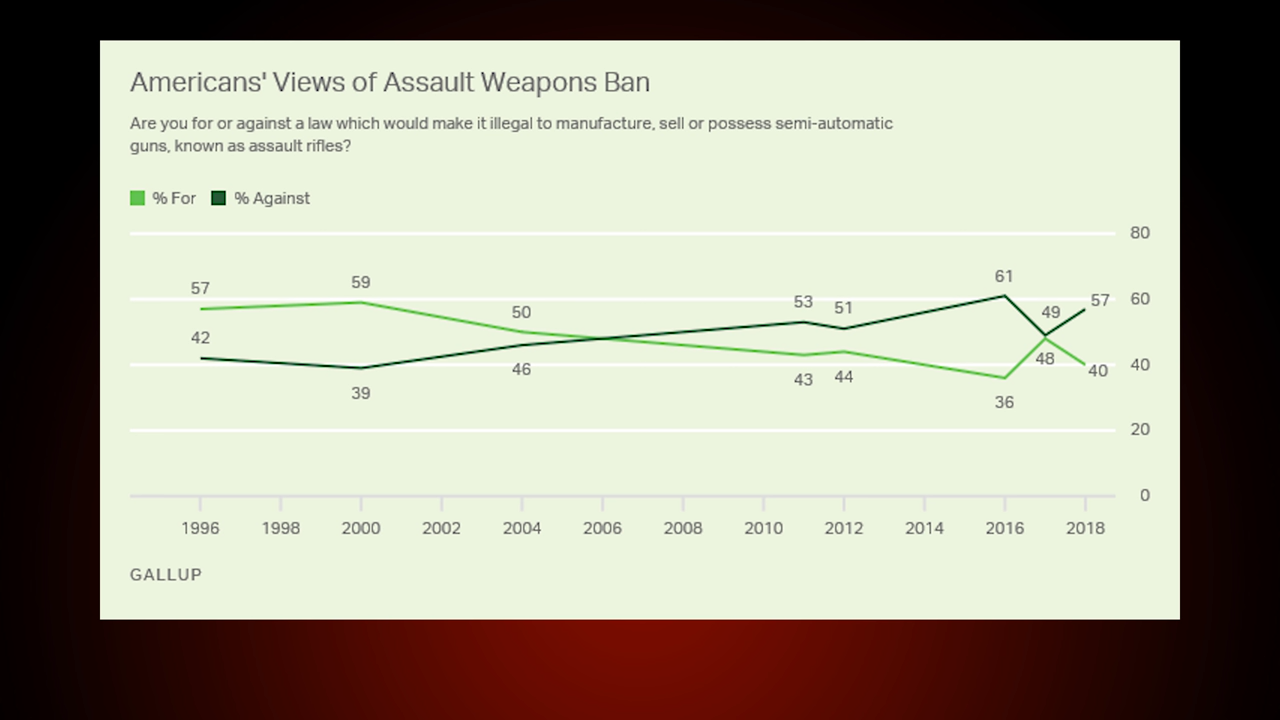 Americans' Views of Assault Weapons Ban
Are you for or against a law which would make it illegal to manufacture, sell or possess semi-automatic
guns, known as assault rifles?
% For % Against
80
61
57 59 53 51 49 57 60
50
42
48 40 40
46 43 44
39 36
20
0
1996 1998 2000 2002 2004 2006 2008 2010 2012 2014 2016 2018
GALLUP